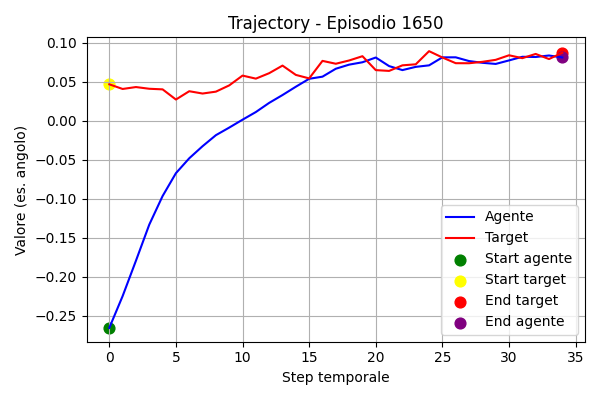 Trajectory - Episodio 1650
Valore (es. angolo)
0.10
0.05
0.00
−0.05
−0.10
−0.15
−0.20
−0.25
Agente
Target
Start agente
Start target
End target
End agente
0 5 10 15 20 25 30 35
Step temporale